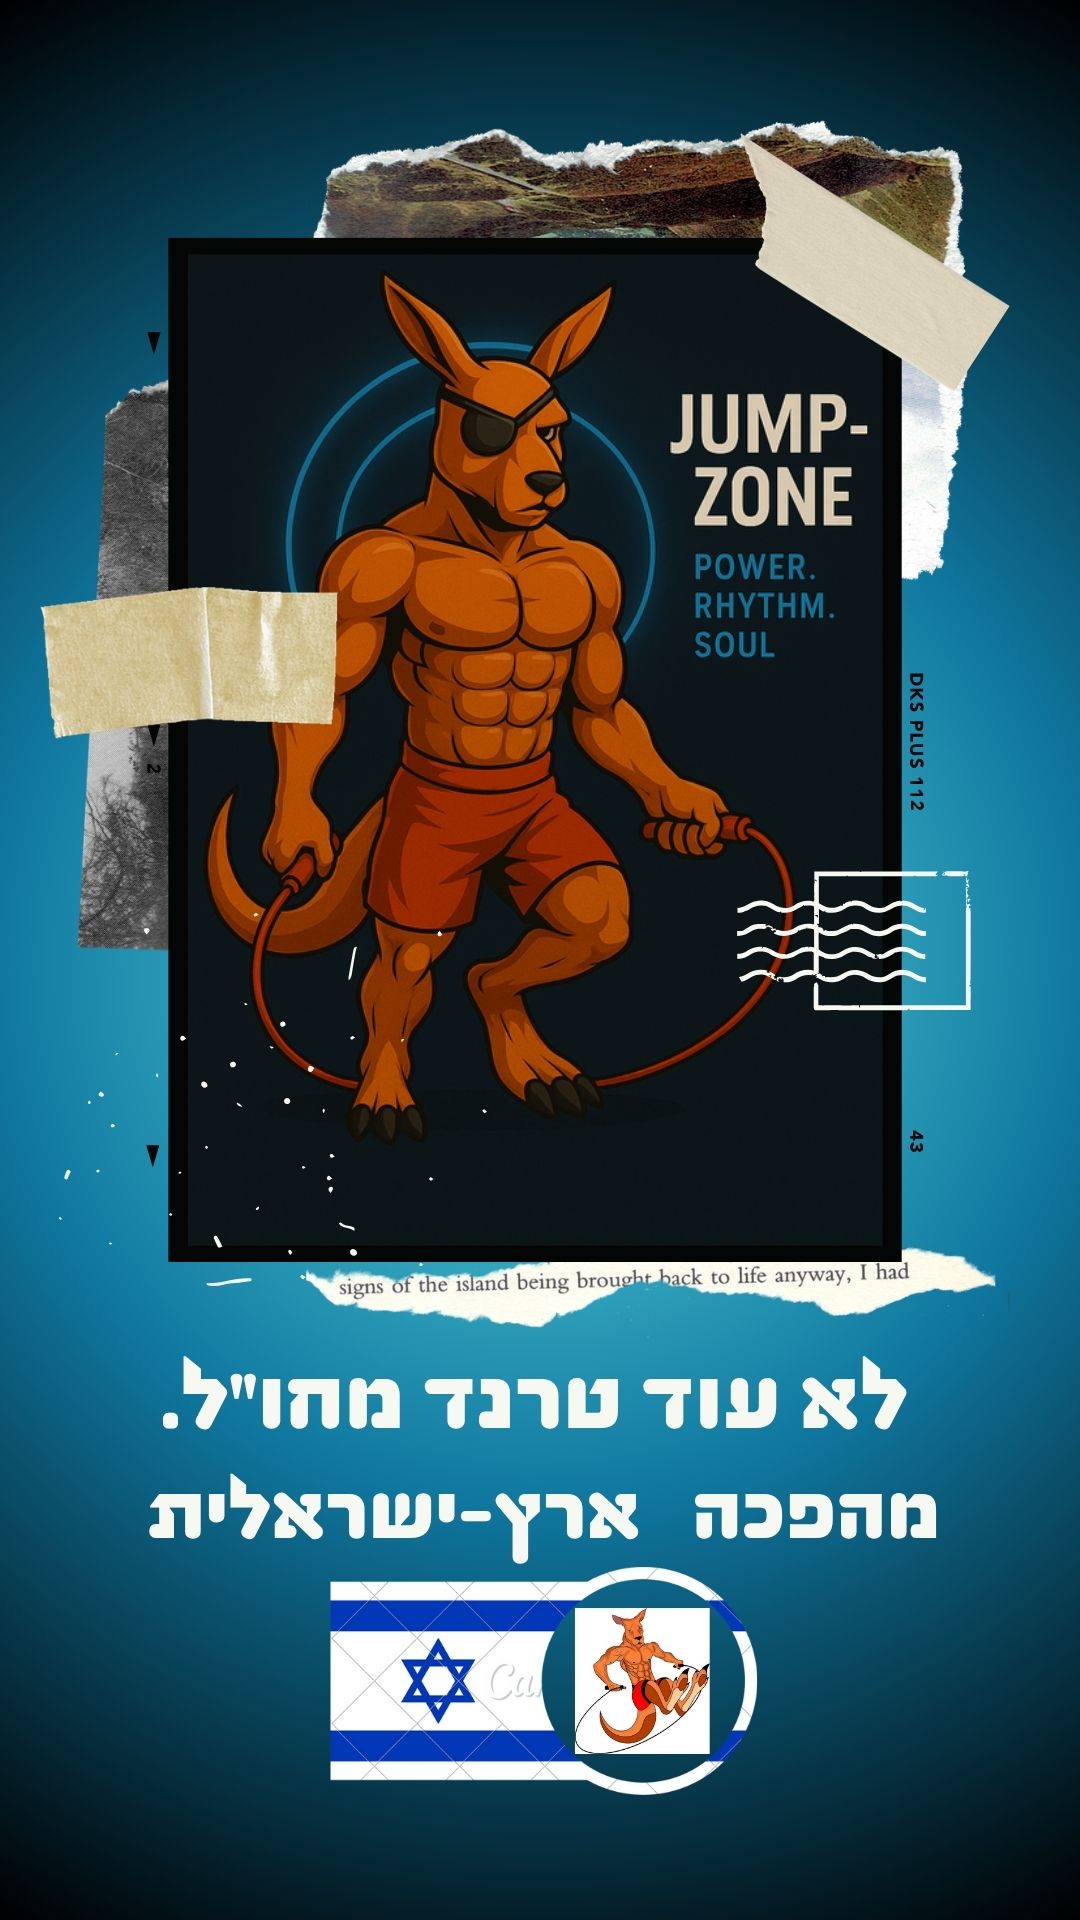 JUMP-
ZONE
POWER.
RHYTHM.
SOUL
DKS PLUS 112
2
43
signs of the island being brought back to life anyway, I had
לא עוד טרנד מחו"ל.
מהפכה ארץ-ישראלית